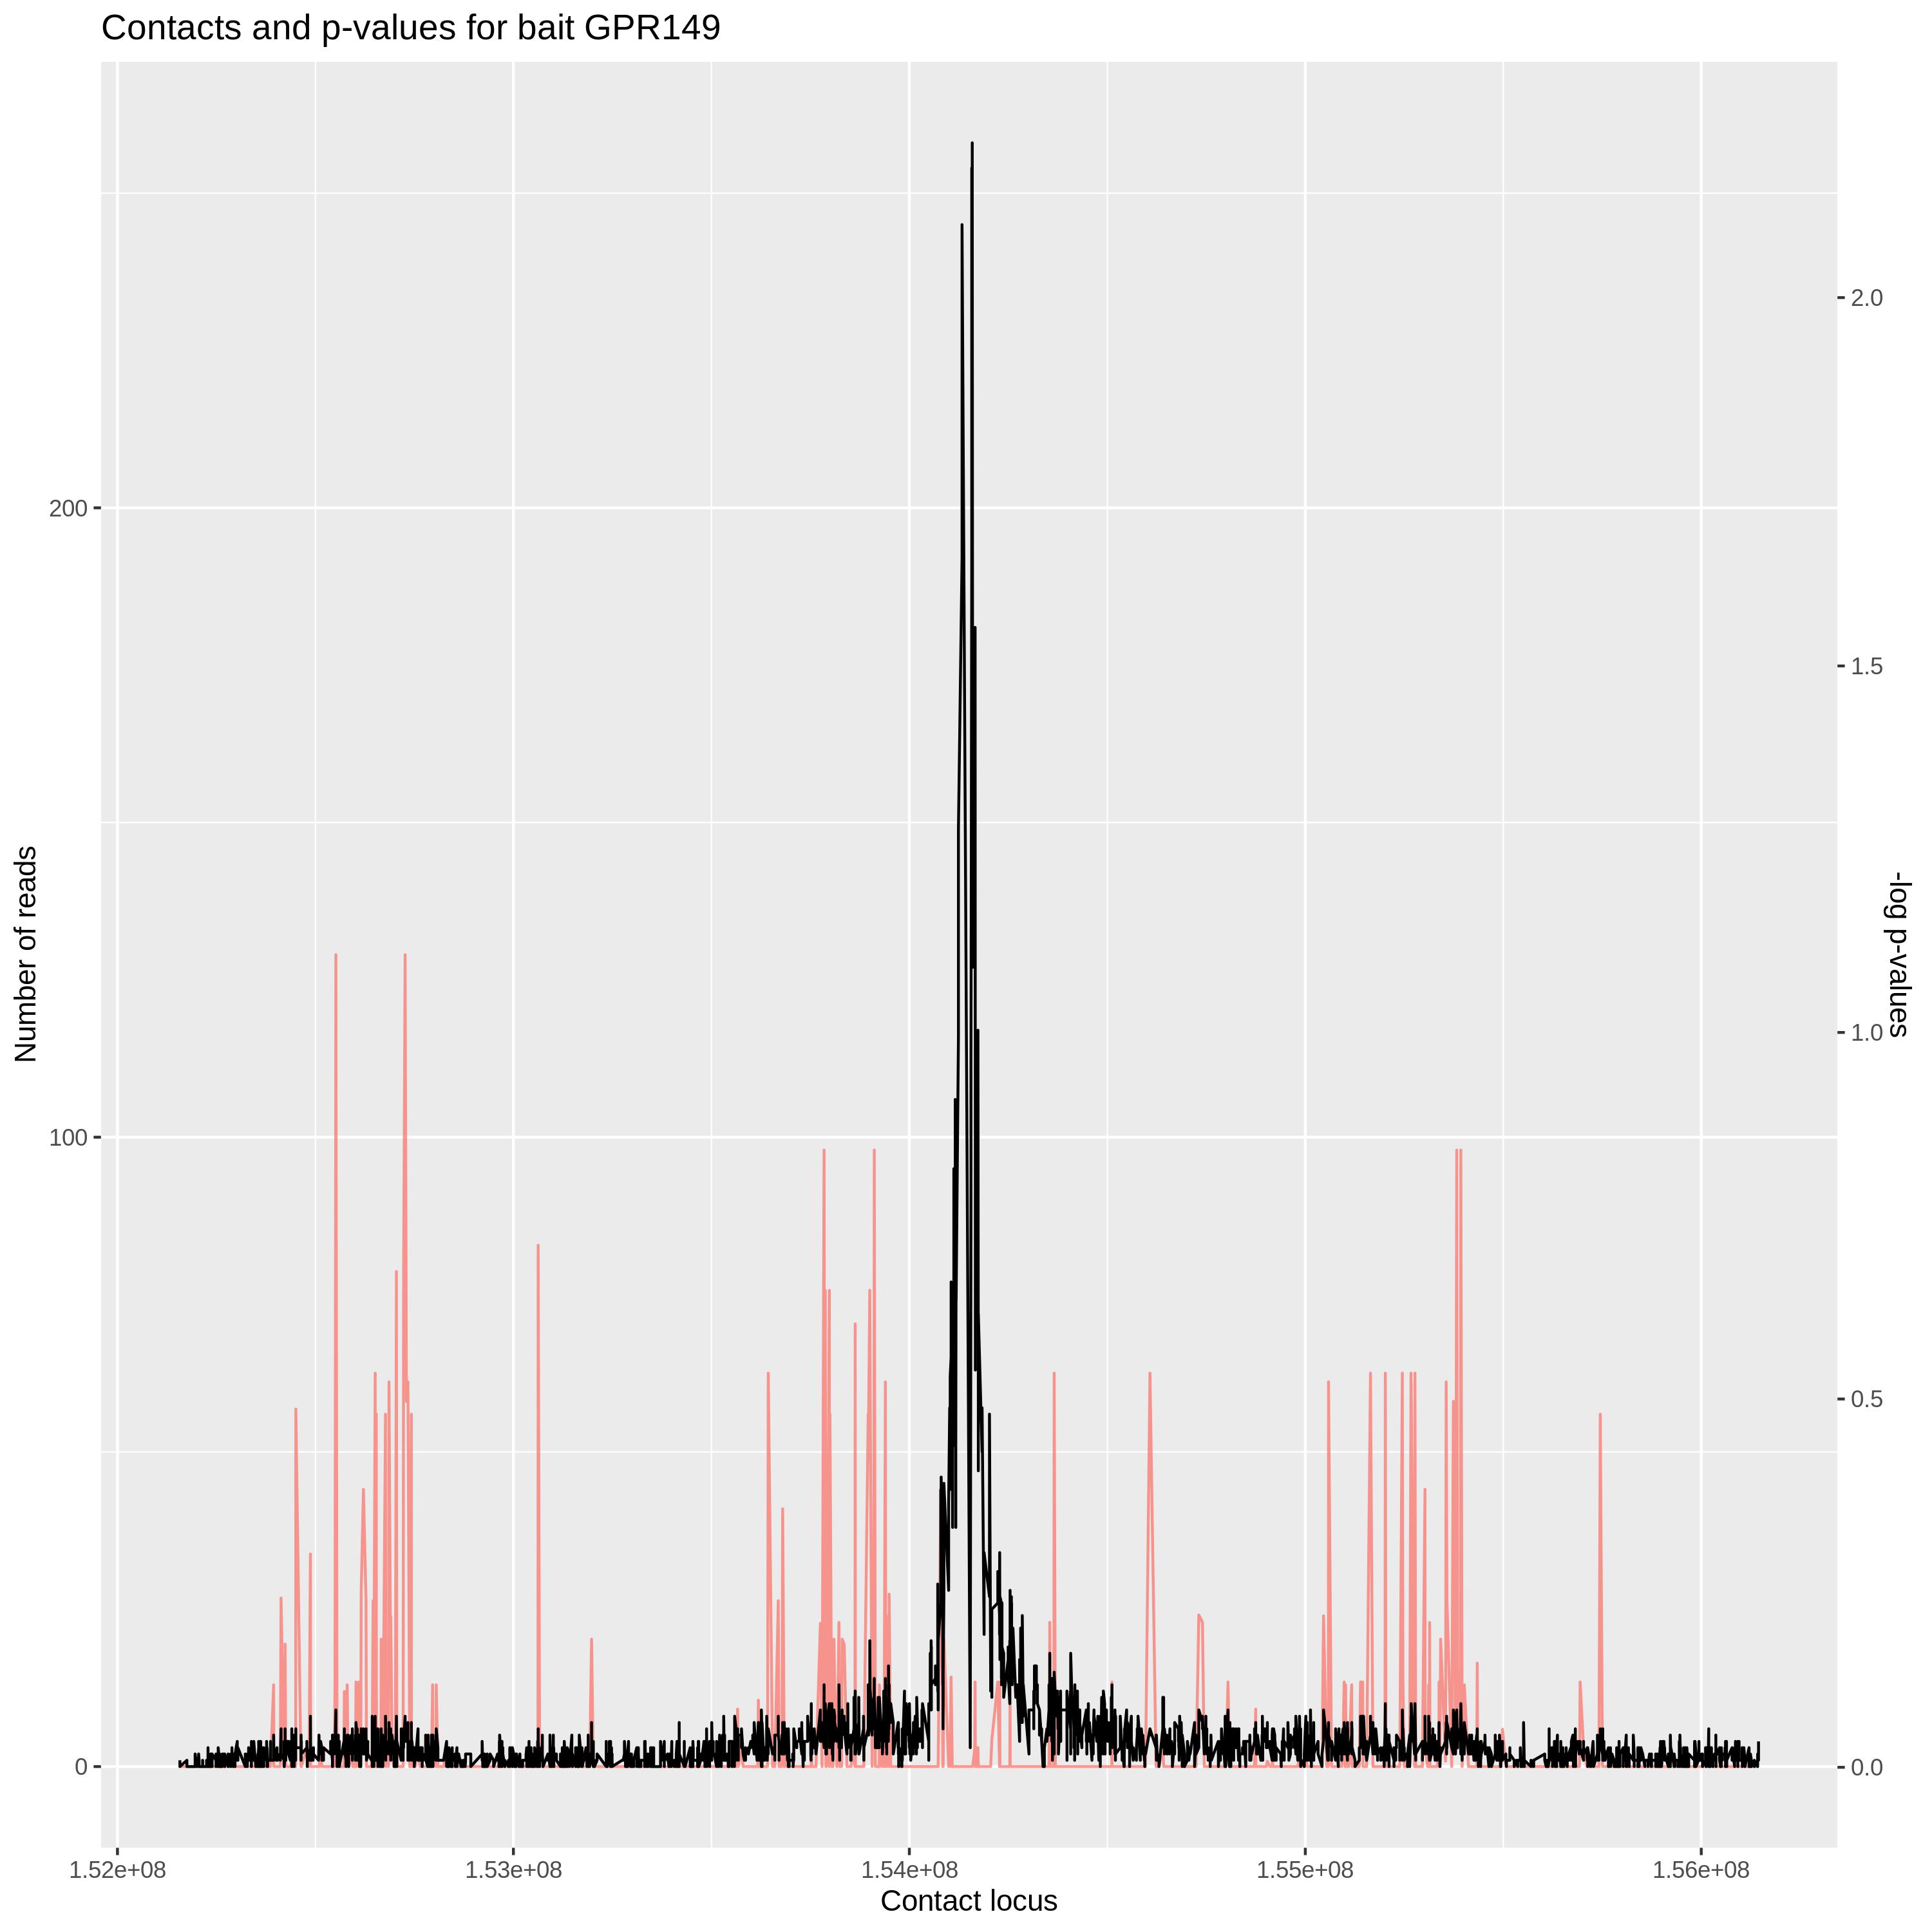 Contacts and p-values for bait GPR149
Number of reads
200
100
0
2.0
1.5
1.0
0.5
0.0
-log p-values
1.52e+08
1.53e+08
1.54e+08
1.55e+08
1.56e+08
Contact locus